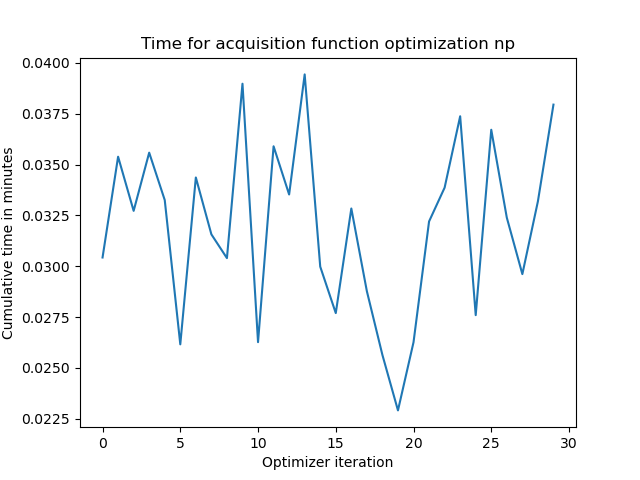 Time for acquisition function optimization np
0.0400
0.0375
0.0350
0.0325
0.0300
0.0275
0.0250
0.0225
Cumulative time in minutes
0 5 10 15 20 25 30
Optimizer iteration